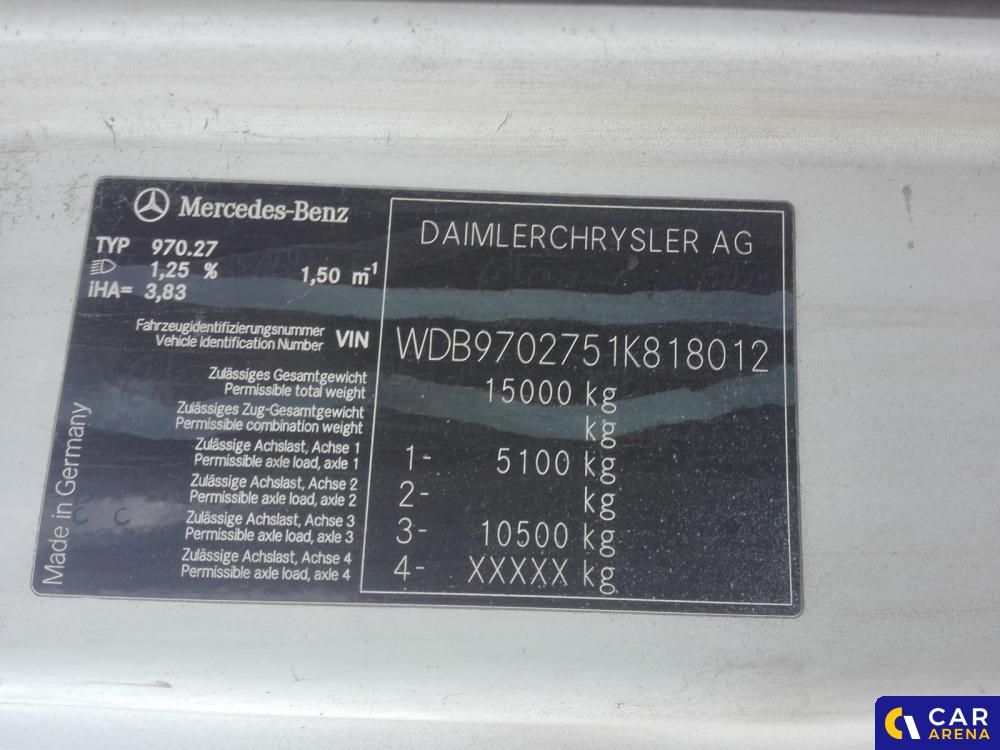 Mercedes-Benz
TYP 970.27
1,25 % 1,50 m⁻¹
iHA= 3,83
DAIMLERCHRYSLER AG
Fahrzeugidentifizierungsnummer
Vehicle Identification Number VIN WDB9702751K818012
Zulässiges Gesamtgewicht
Permissible total weight 15000 kg
Zulässiges Zug-Gesamtgewicht
Permissible combination weight kg
Zulässige Achslast, Achse 1
Permissible axle load, axle 1 1- 5100 kg
Zulässige Achslast, Achse 2
Permissible axle load, axle 2 2- kg
Zulässige Achslast, Achse 3
Permissible axle load, axle 3 3- 10500 kg
Zulässige Achslast, Achse 4
Permissible axle load, axle 4 4- XXXXX kg
Made in Germany
CAR
ARENA